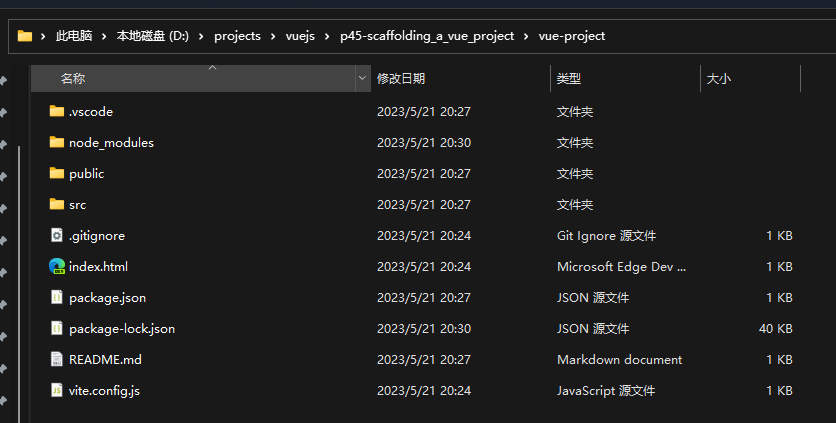 此电脑 › 本地磁盘 (D:) › projects › vuejs › p45-scaffolding_a_vue_project › vue-project
名称 修改日期 类型 大小
.vscode 2023/5/21 20:27 文件夹
node_modules 2023/5/21 20:30 文件夹
public 2023/5/21 20:27 文件夹
src 2023/5/21 20:27 文件夹
.gitignore 2023/5/21 20:24 Git Ignore 源文件 1 KB
index.html 2023/5/21 20:24 Microsoft Edge Dev ... 1 KB
package.json 2023/5/21 20:27 JSON 源文件 1 KB
package-lock.json 2023/5/21 20:30 JSON 源文件 40 KB
README.md 2023/5/21 20:27 Markdown document 1 KB
vite.config.js 2023/5/21 20:24 JavaScript 源文件 1 KB